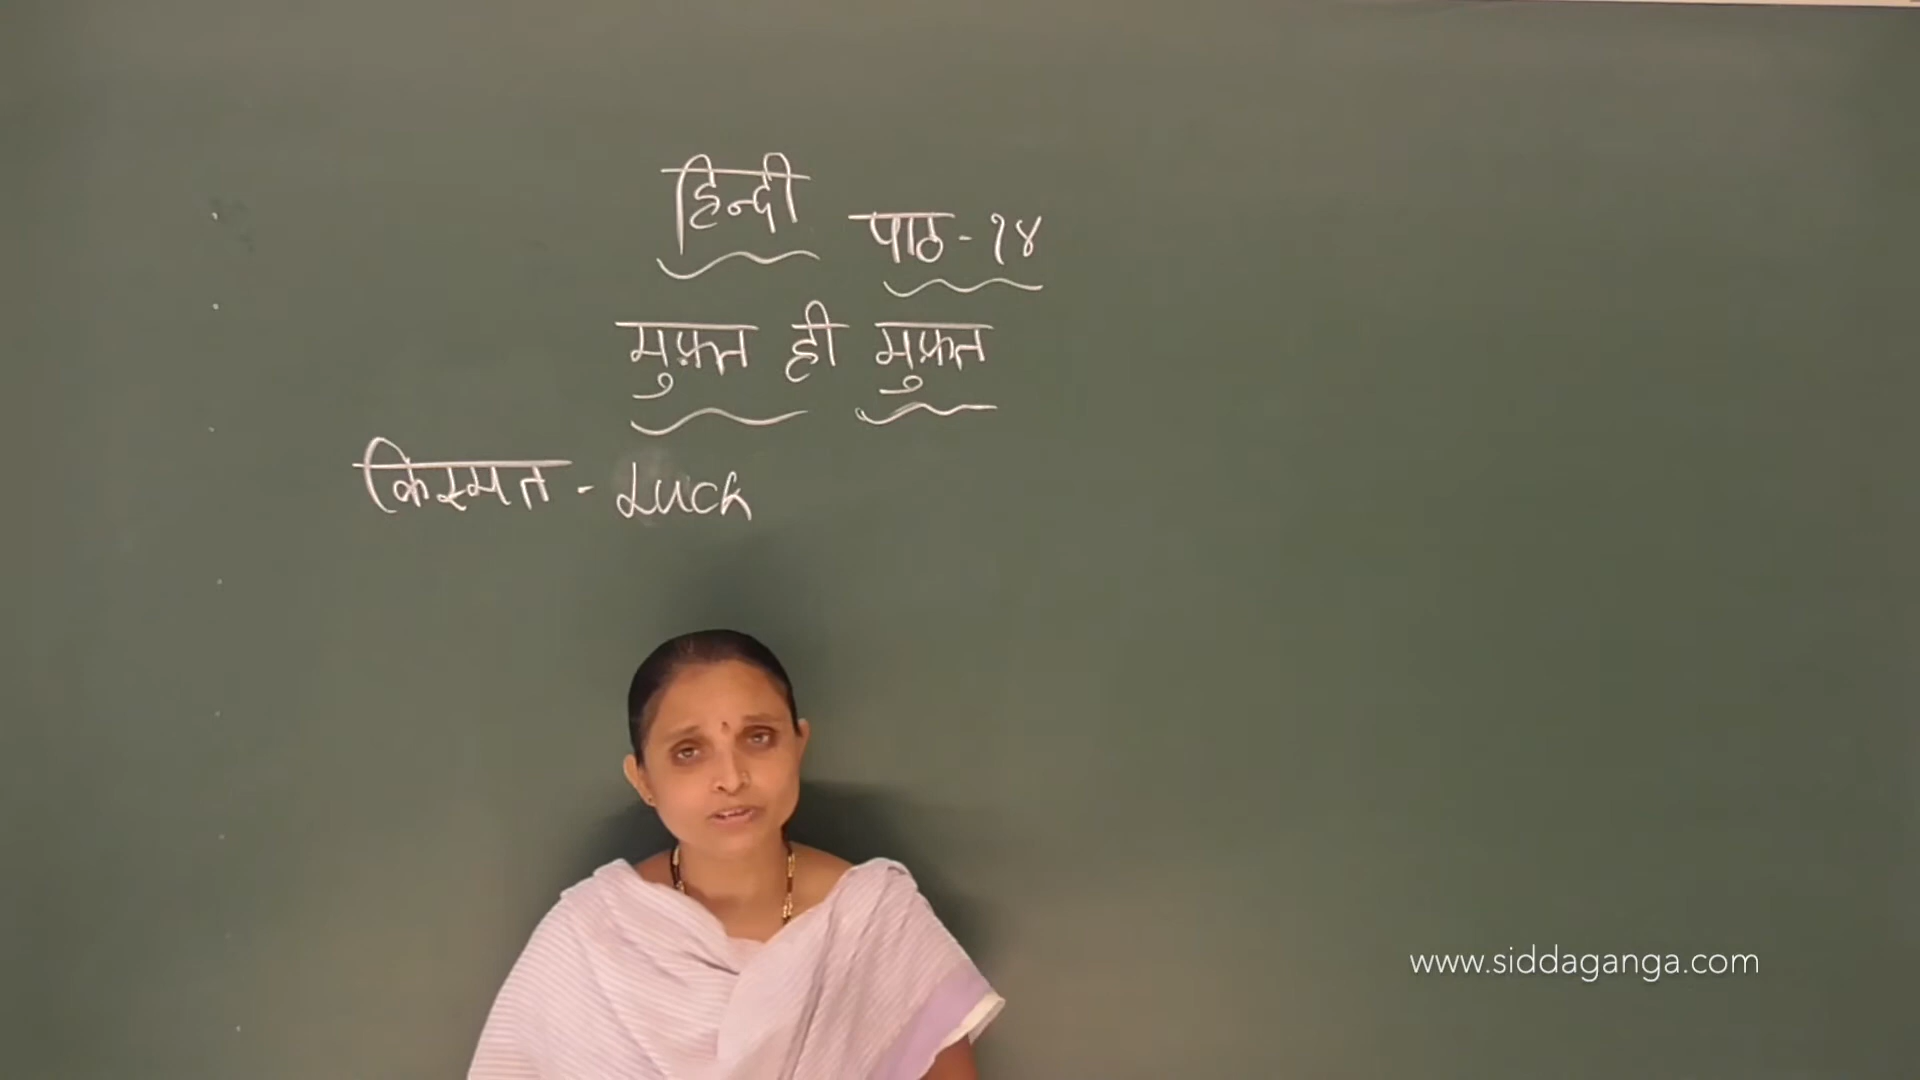 हिन्दी पाठ - १४
मुफ़्त ही मुफ़्त
किस्मत - Luck
www.siddaganga.com